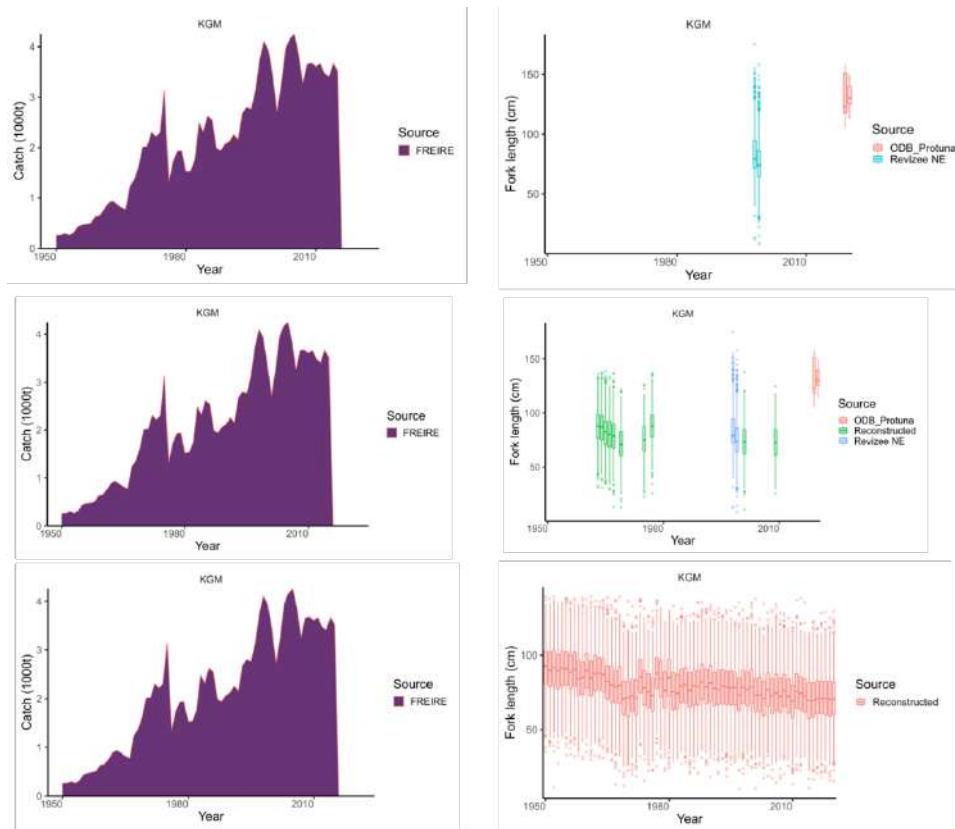 KGM
Catch (1000t)
4
3
2
1
0
1950
1980
2010
Year
Source
FREIRE
KGM
Fork length (cm)
150
100
50
1950
1980
2010
Year
Source
ODB_Protuna
Revizee NE
KGM
Catch (1000t)
4
3
2
1
0
1950
1980
2010
Year
Source
FREIRE
KGM
Fork length (cm)
150
100
50
1950
1980
2010
Year
Source
ODB_Protuna
Reconstructed
Revizee NE
KGM
Catch (1000t)
4
3
2
1
0
1950
1980
2010
Year
Source
FREIRE
KGM
Fork length (cm)
100
50
1950
1980
2010
Year
Source
Reconstructed